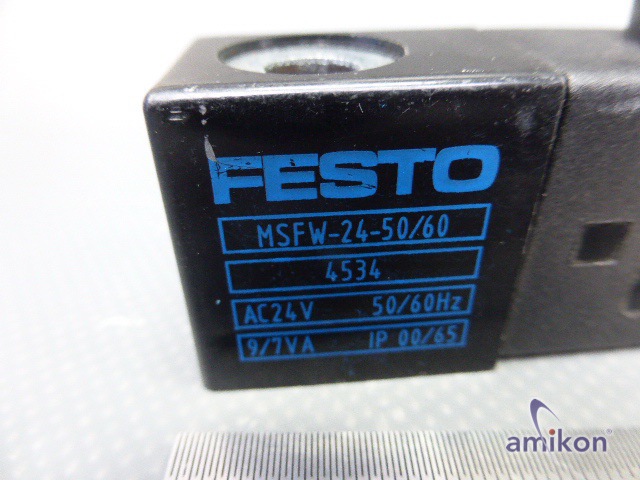 FESTO
MSFW-24-50/60
4534
AC24V 50/60Hz
9/7VA IP 00/65
amikon